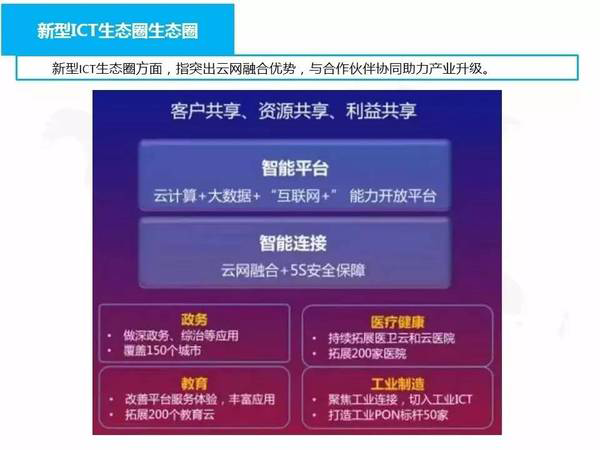 新型ICT生态圈生态圈
新型ICT生态圈方面，指突出云网融合优势，与合作伙伴协同助力产业升级。
客户共享、资源共享、利益共享
智能平台
云计算+大数据+“互联网+” 能力开放平台
智能连接
云网融合+5S安全保障
政务
• 做深政务、综治等应用
• 覆盖150个城市
医疗健康
• 持续拓展医卫云和云医院
• 拓展200家医院
教育
• 改善平台服务体验，丰富应用
• 拓展200个教育云
工业制造
• 聚焦工业连接，切入工业ICT
• 打造工业PON标杆50家